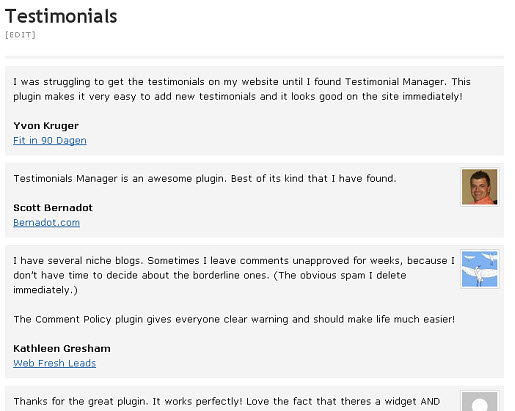 Testimonials
[EDIT]
I was struggling to get the testimonials on my website until I found Testimonial Manager. This
plugin makes it very easy to add new testimonials and it looks good on the site immediately!
Yvon Kruger
Fit in 90 Dagen
Testimonials Manager is an awesome plugin. Best of its kind that I have found.
Scott Bernadot
Bernadot.com
I have several niche blogs. Sometimes I leave comments unapproved for weeks, because I
don't have time to decide about the borderline ones. (The obvious spam I delete
immediately.)
The Comment Policy plugin gives everyone clear warning and should make life much easier!
Kathleen Gresham
Web Fresh Leads
Thanks for the great plugin. It works perfectly! Love the fact that theres a widget AND